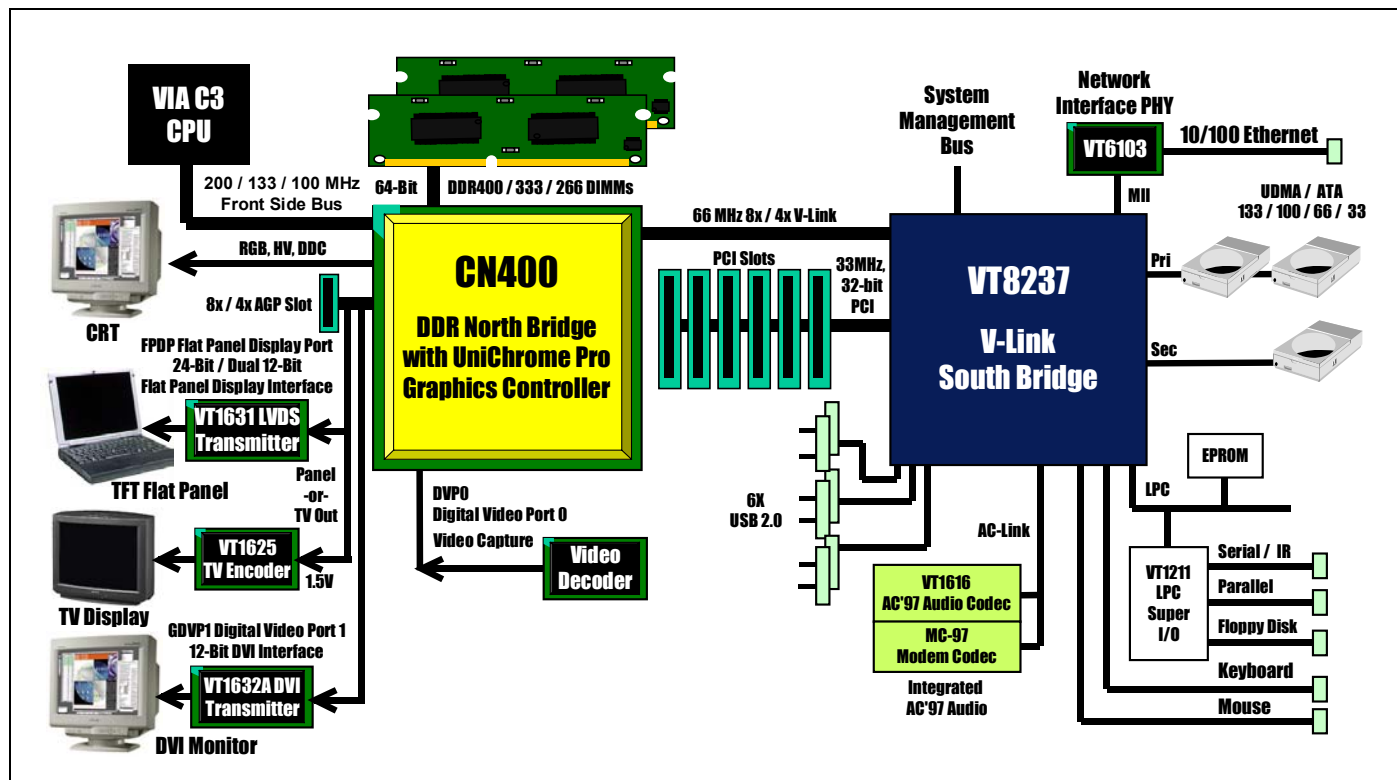 VIA C3
CPU
200 / 133 / 100 MHz
Front Side Bus
64-Bit
DDR400 / 333 / 266 DIMMs
System
Management
Bus
Network
Interface PHY
VT6103
10/100 Ethernet
MII
UDMA / ATA
133 / 100 / 66 / 33
RGB, HV, DDC
CRT
8x / 4x AGP Slot
CN400
DDR North Bridge
with UniChrome Pro
Graphics Controller
66 MHz 8x / 4x V-Link
PCI Slots
33MHz,
32-bit
PCI
VT8237
V-Link
South Bridge
Pri
Sec
FPDP Flat Panel Display Port
24-Bit / Dual 12-Bit
Flat Panel Display Interface
VT1631 LVDS
Transmitter
TFT Flat Panel
Panel
-or-
TV Out
VT1625
TV Encoder
1.5V
TV Display
DVP0
Digital Video Port 0
Video Capture
Video
Decoder
GDVP1 Digital Video Port 1
12-Bit DVI Interface
VT1632A DVI
Transmitter
DVI Monitor
6X
USB 2.0
AC-Link
VT1616
AC'97 Audio Codec
MC-97
Modem Codec
Integrated
AC'97 Audio
EPROM
LPC
VT1211
LPC
Super
I/O
Serial / IR
Parallel
Floppy Disk
Keyboard
Mouse